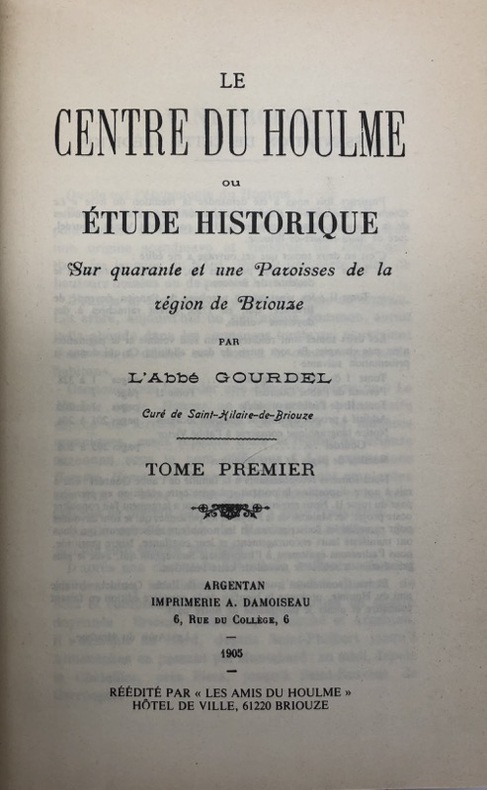 LE
CENTRE DU HOULME
ou
ÉTUDE HISTORIQUE
Sur quarante et une Paroisses de la
région de Briouze
PAR
L'Abbé GOURDEL
Curé de Saint-Hilaire-de-Briouze
TOME PREMIER
ARGENTAN
IMPRIMERIE A. DAMOISEAU
6, Rue du Collège, 6
1905
RÉÉDITÉ PAR « LES AMIS DU HOULME »
HÔTEL DE VILLE, 61220 BRIOUZE